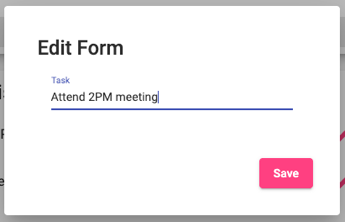 Edit Form
Task
Attend 2PM meeting
Save